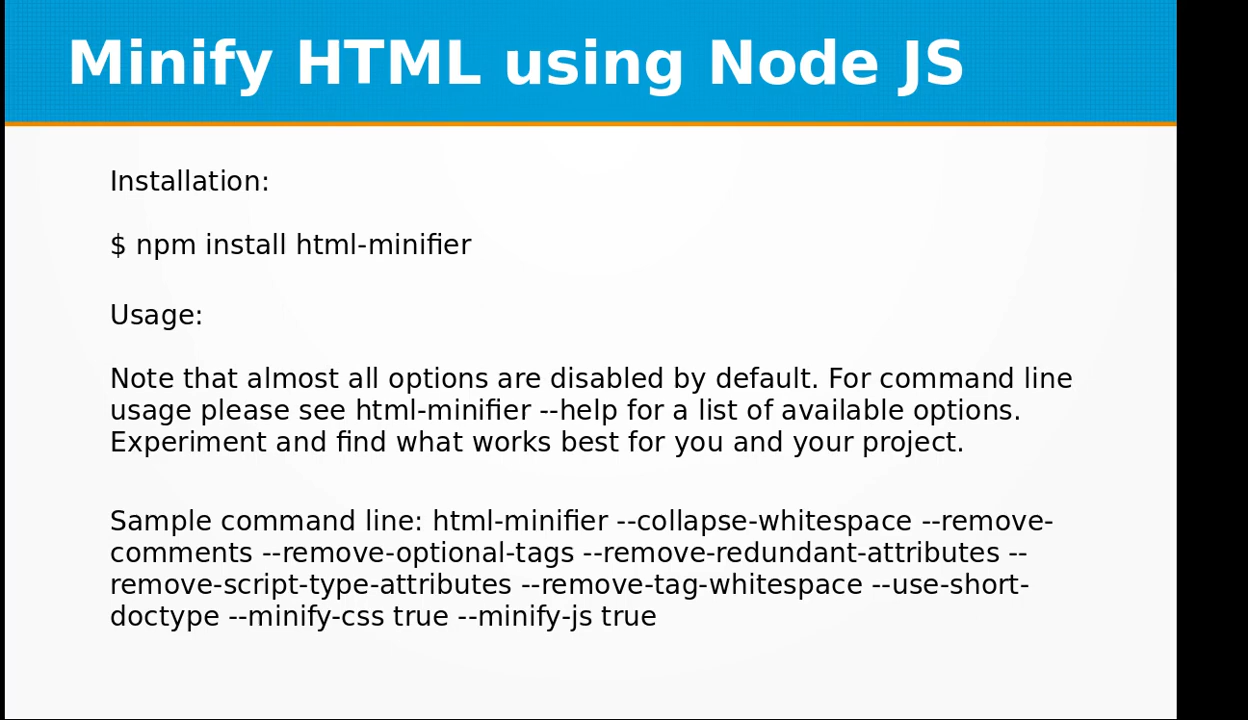 Minify HTML using Node JS
Installation:
$ npm install html-minifier
Usage:
Note that almost all options are disabled by default. For command line
usage please see html-minifier --help for a list of available options.
Experiment and find what works best for you and your project.
Sample command line: html-minifier --collapse-whitespace --remove-
comments --remove-optional-tags --remove-redundant-attributes --
remove-script-type-attributes --remove-tag-whitespace --use-short-
doctype --minify-css true --minify-js true